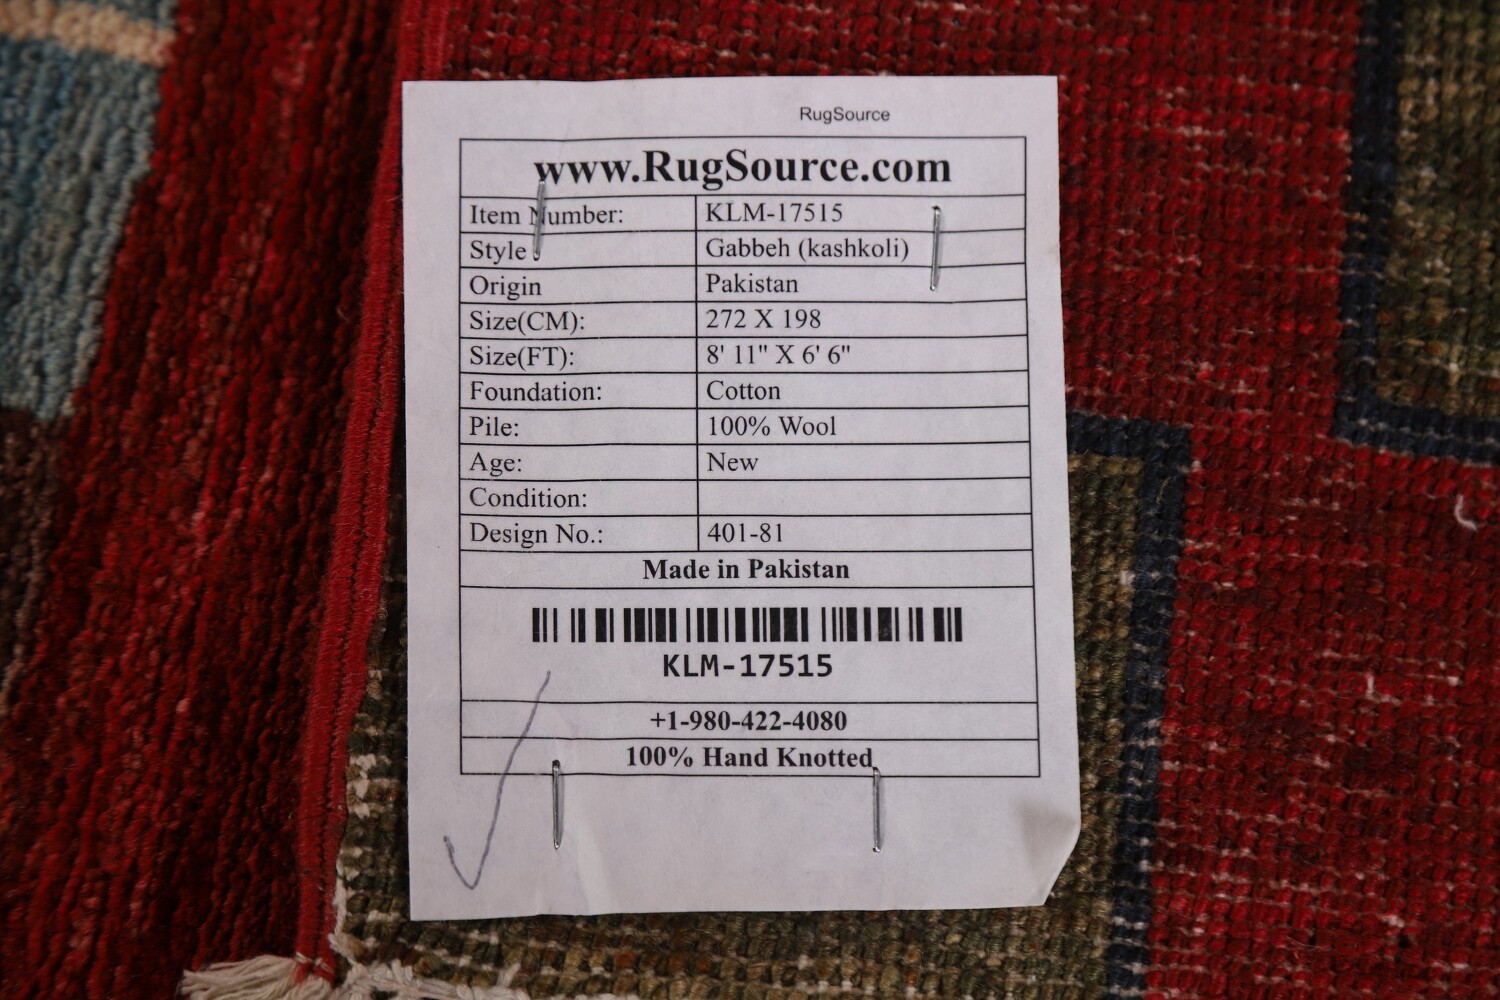 RugSource
www.RugSource.com
Item Number: KLM-17515
Style Gabbeh (kashkoli)
Origin Pakistan
Size(CM): 272 X 198
Size(FT): 8' 11" X 6' 6"
Foundation: Cotton
Pile: 100% Wool
Age: New
Condition:
Design No.: 401-81
Made in Pakistan
KLM-17515
+1-980-422-4080
100% Hand Knotted